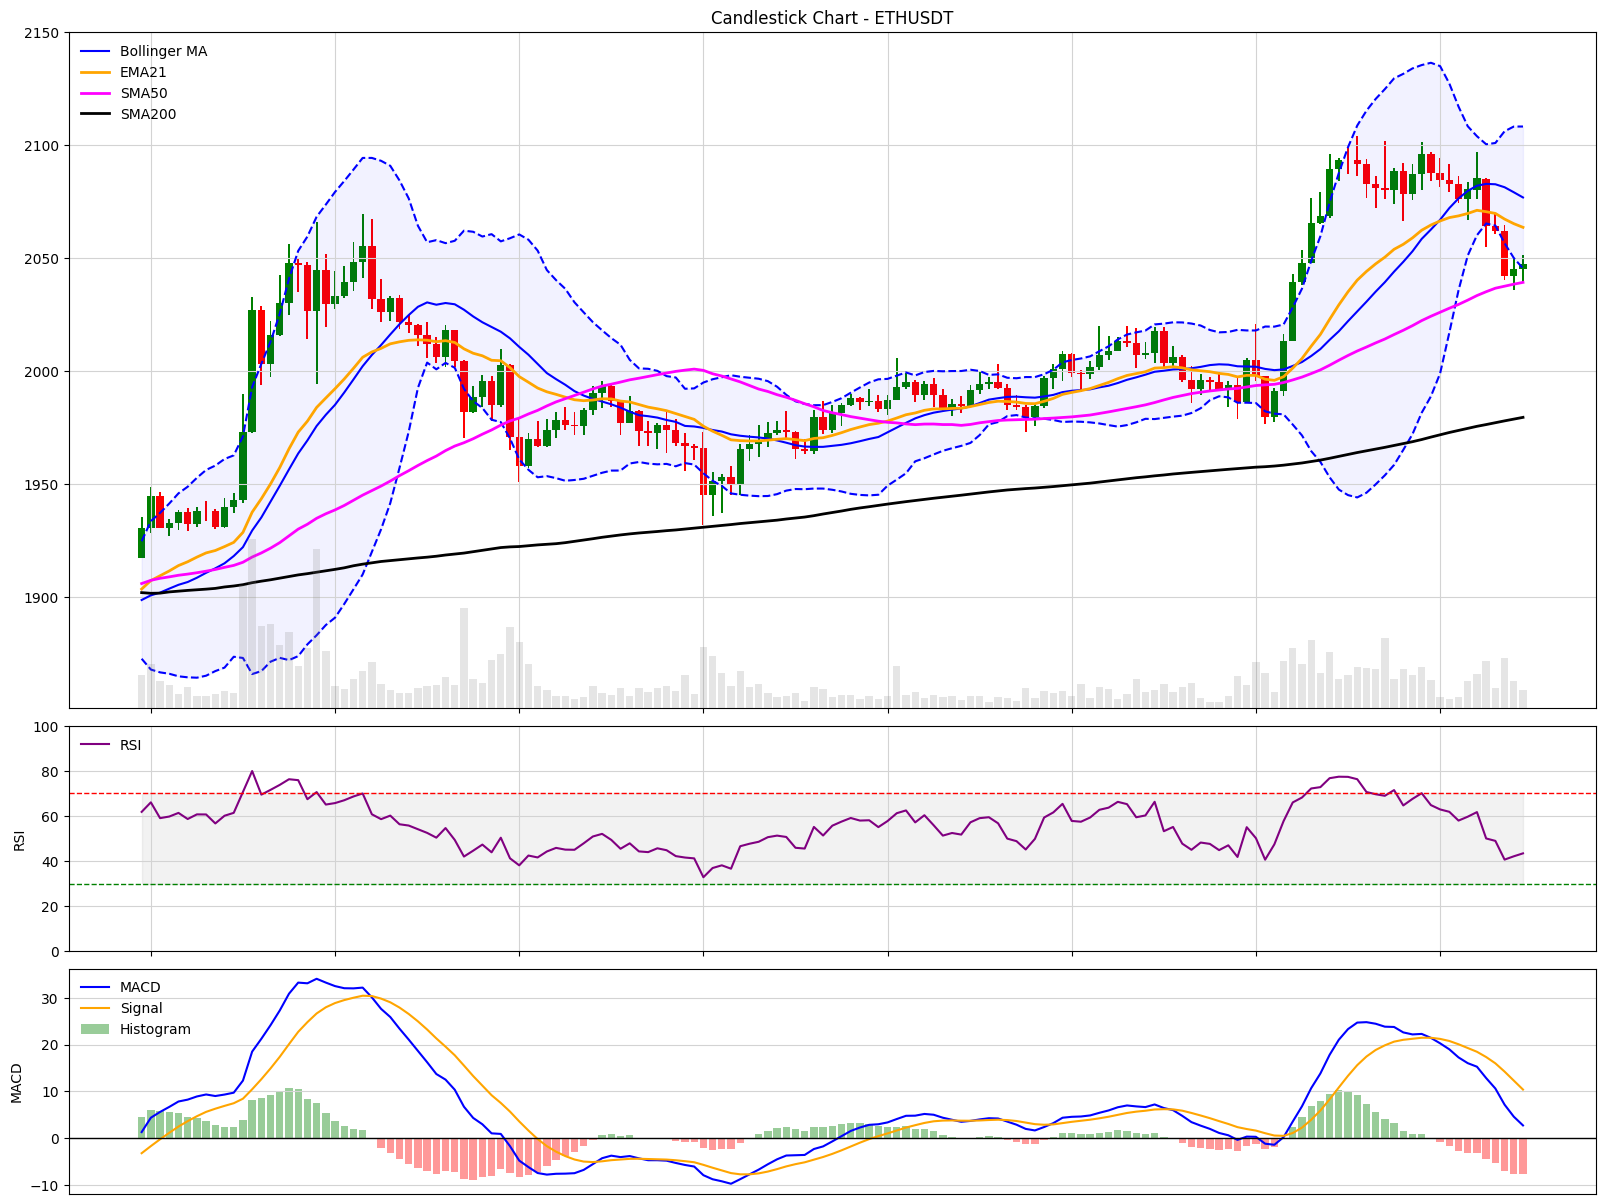 Candlestick Chart - ETHUSDT
2150
2100
2050
2000
1950
1900
Bollinger MA
EMA21
SMA50
SMA200
100
80
60
40
20
0
RSI
RSI
30
20
10
0
−10
MACD
MACD
Signal
Histogram